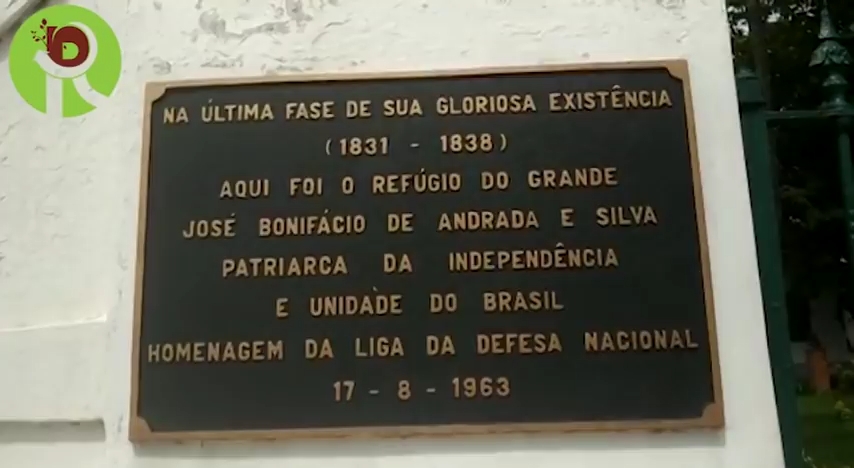 NA ÚLTIMA FASE DE SUA GLORIOSA EXISTÊNCIA
(1831 - 1838)
AQUI FOI O REFÚGIO DO GRANDE
JOSÉ BONIFÁCIO DE ANDRADA E SILVA
PATRIARCA DA INDEPENDÊNCIA
E UNIDADE DO BRASIL
HOMENAGEM DA LIGA DA DEFESA NACIONAL
17 - 8 - 1963